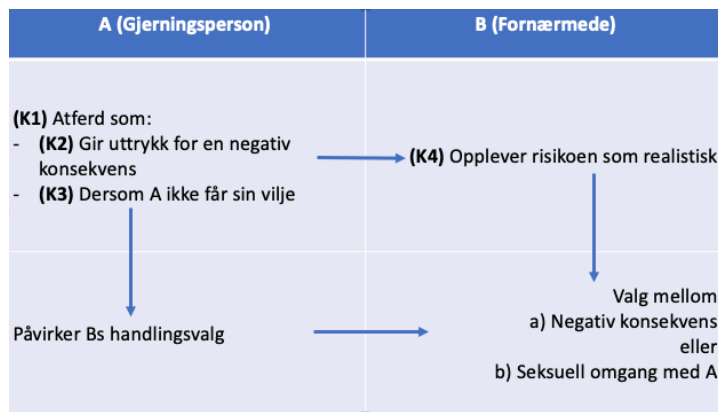 A (Gjerningsperson)
B (Fornærmede)
(K1) Atferd som:
- (K2) Gir uttrykk for en negativ
konsekvens
- (K3) Dersom A ikke får sin vilje
(K4) Opplever risikoen som realistisk
Påvirker Bs handlingsvalg
Valg mellom
a) Negativ konsekvens
eller
b) Seksuell omgang med A